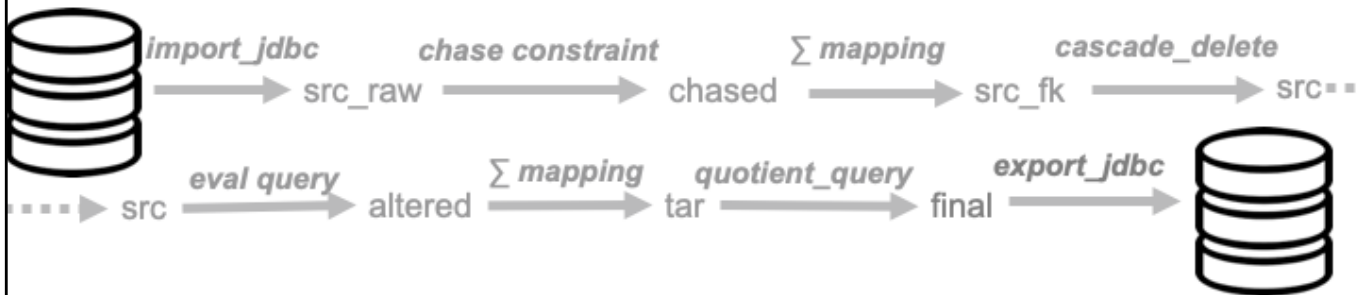 import_jdbc chase constraint ∑ mapping cascade_delete
src_raw chased src_fk src
eval query ∑ mapping quotient_query export_jdbc
src altered tar final